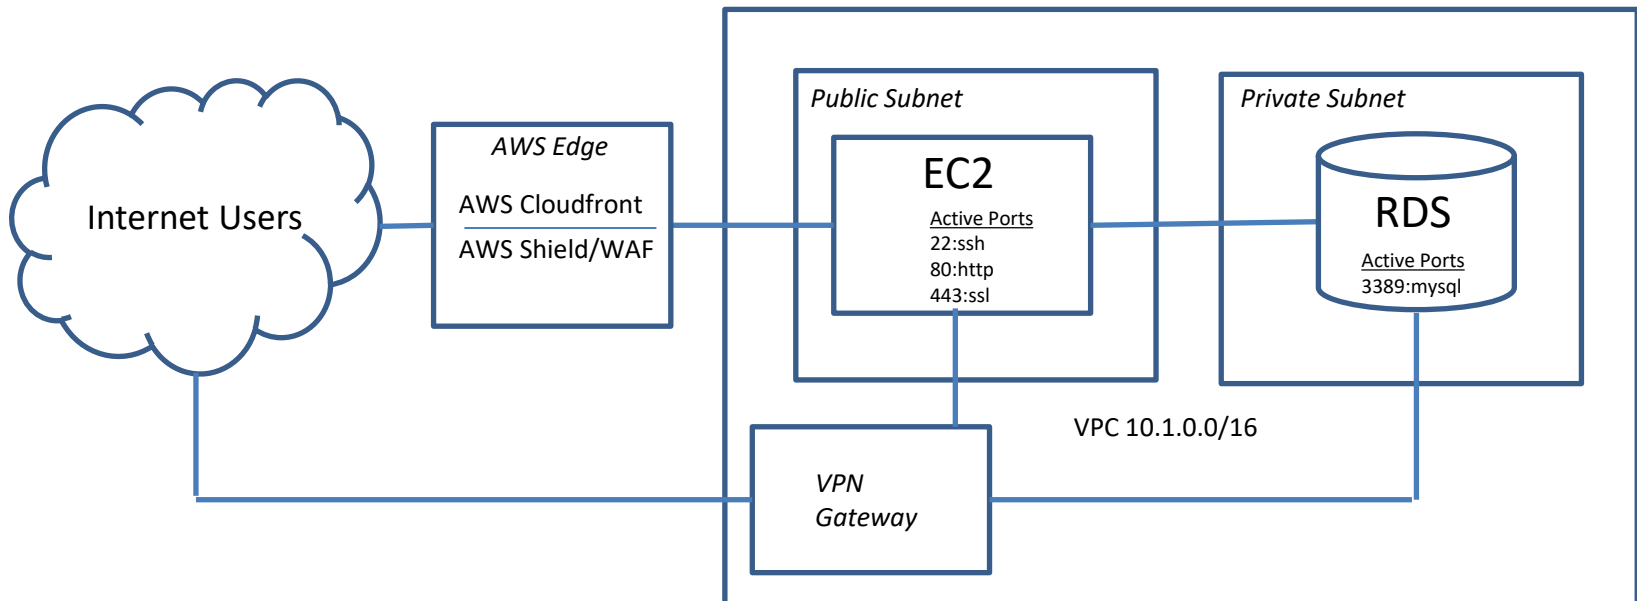 Internet Users
AWS Edge
AWS Cloudfront
AWS Shield/WAF
Public Subnet
EC2
Active Ports
22:ssh
80:http
443:ssl
Private Subnet
RDS
Active Ports
3389:mysql
VPC 10.1.0.0/16
VPN
Gateway